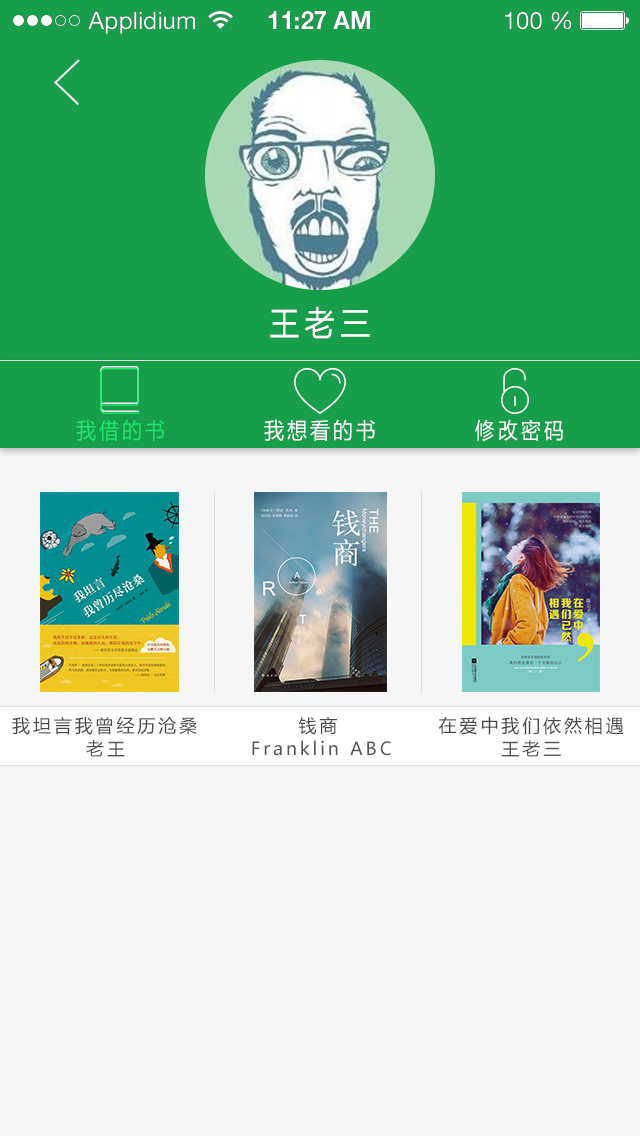 Applidium 11:27 AM 100 %
王老三
我借的书 我想看的书 修改密码
我坦言
我曾历尽沧桑
Pablo Neruda
钱商
THE
Moneychangers
R
A
T
在爱中
我们已然
相遇
我坦言我曾经历沧桑 钱商 在爱中我们依然相遇
老王 Franklin ABC 王老三